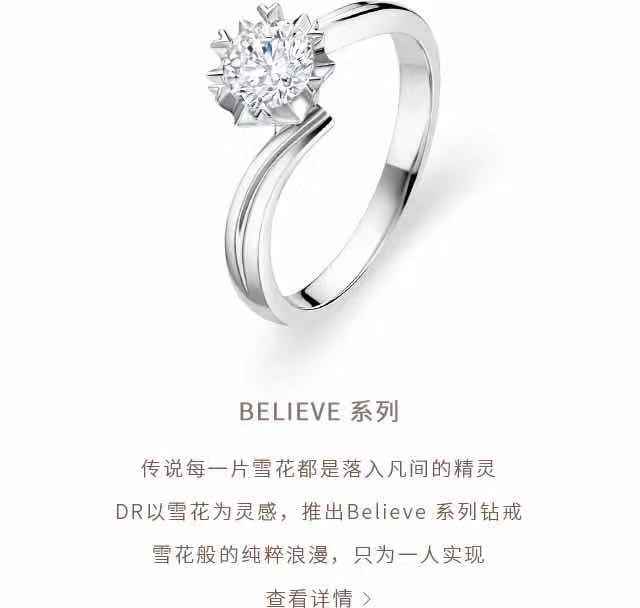 BELIEVE 系列
传说每一片雪花都是落入凡间的精灵
DR以雪花为灵感，推出Believe 系列钻戒
雪花般的纯粹浪漫，只为一人实现
查看详情 >